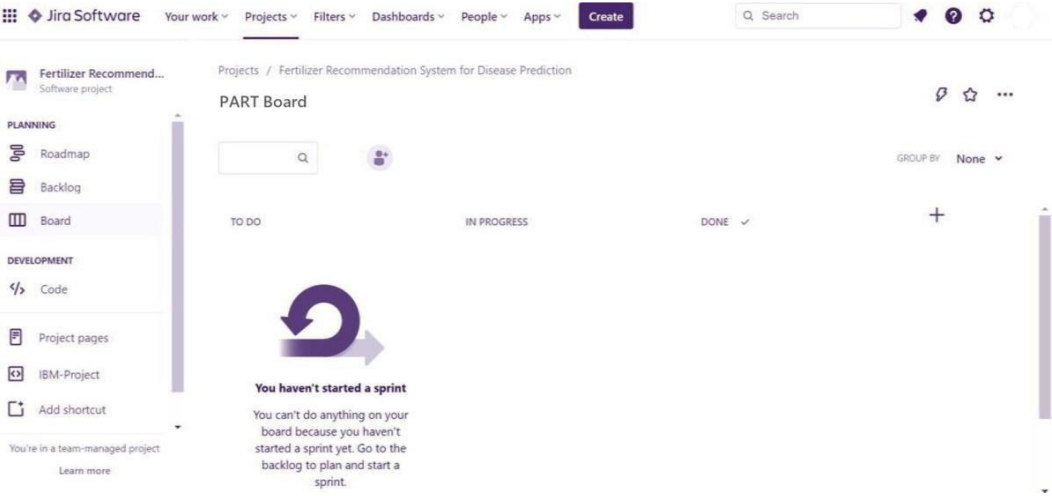 Jira Software Your work Projects Filters Dashboards People Apps Create Search
Fertilizer Recommend...
Software project
PLANNING
Roadmap
Backlog
Board
DEVELOPMENT
Code
Project pages
IBM-Project
Add shortcut
You're in a team-managed project
Learn more
Projects / Fertilizer Recommendation System for Disease Prediction
PART Board
GROUP BY None
TO DO IN PROGRESS DONE
You haven't started a sprint
You can't do anything on your
board because you haven't
started a sprint yet. Go to the
backlog to plan and start a
sprint.